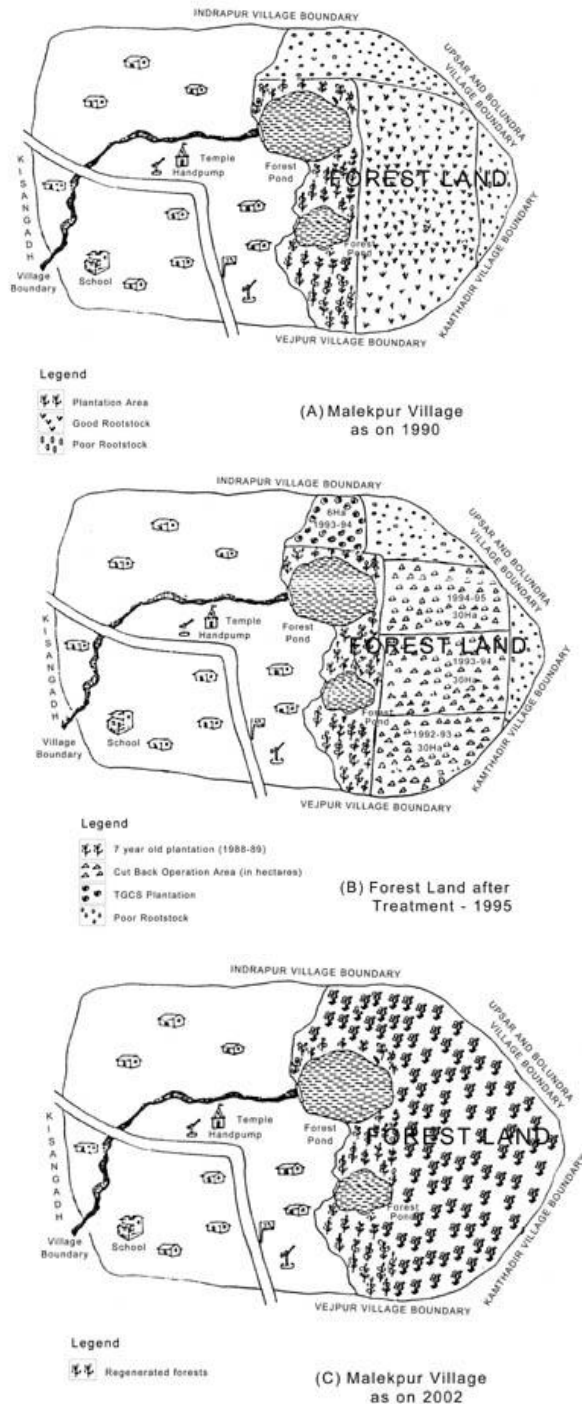 INDRAPUR VILLAGE BOUNDARY
UPSAR AND BOLUNDRA
VILLAGE BOUNDARY
KISANGADH
Temple
Handpump
Forest
Pond
FOREST LAND
Forest
Pond
Village
Boundary
School
KAMTHADIR VILLAGE BOUNDARY
VEJPUR VILLAGE BOUNDARY
Legend
Plantation Area
Good Rootstock
Poor Rootstock
(A) Malekpur Village
as on 1990
INDRAPUR VILLAGE BOUNDARY
6Ha
1993-94
UPSAR AND BOLUNDRA
VILLAGE BOUNDARY
KISANGADH
Temple
Handpump
Forest
Pond
1994-95
30Ha
FOREST LAND
1993-94
30Ha
Forest
Pond
1992-93
30Ha
Village
Boundary
School
KAMTHADIR VILLAGE BOUNDARY
VEJPUR VILLAGE BOUNDARY
Legend
7 year old plantation (1988-89)
Cut Back Operation Area (in hectares)
TGCS Plantation
Poor Rootstock
(B) Forest Land after
Treatment - 1995
INDRAPUR VILLAGE BOUNDARY
UPSAR AND BOLUNDRA
VILLAGE BOUNDARY
KISANGADH
Temple
Handpump
Forest
Pond
FOREST LAND
Forest
Pond
Village
Boundary
School
KAMTHADIR VILLAGE BOUNDARY
VEJPUR VILLAGE BOUNDARY
Legend
Regenerated forests
(C) Malekpur Village
as on 2002